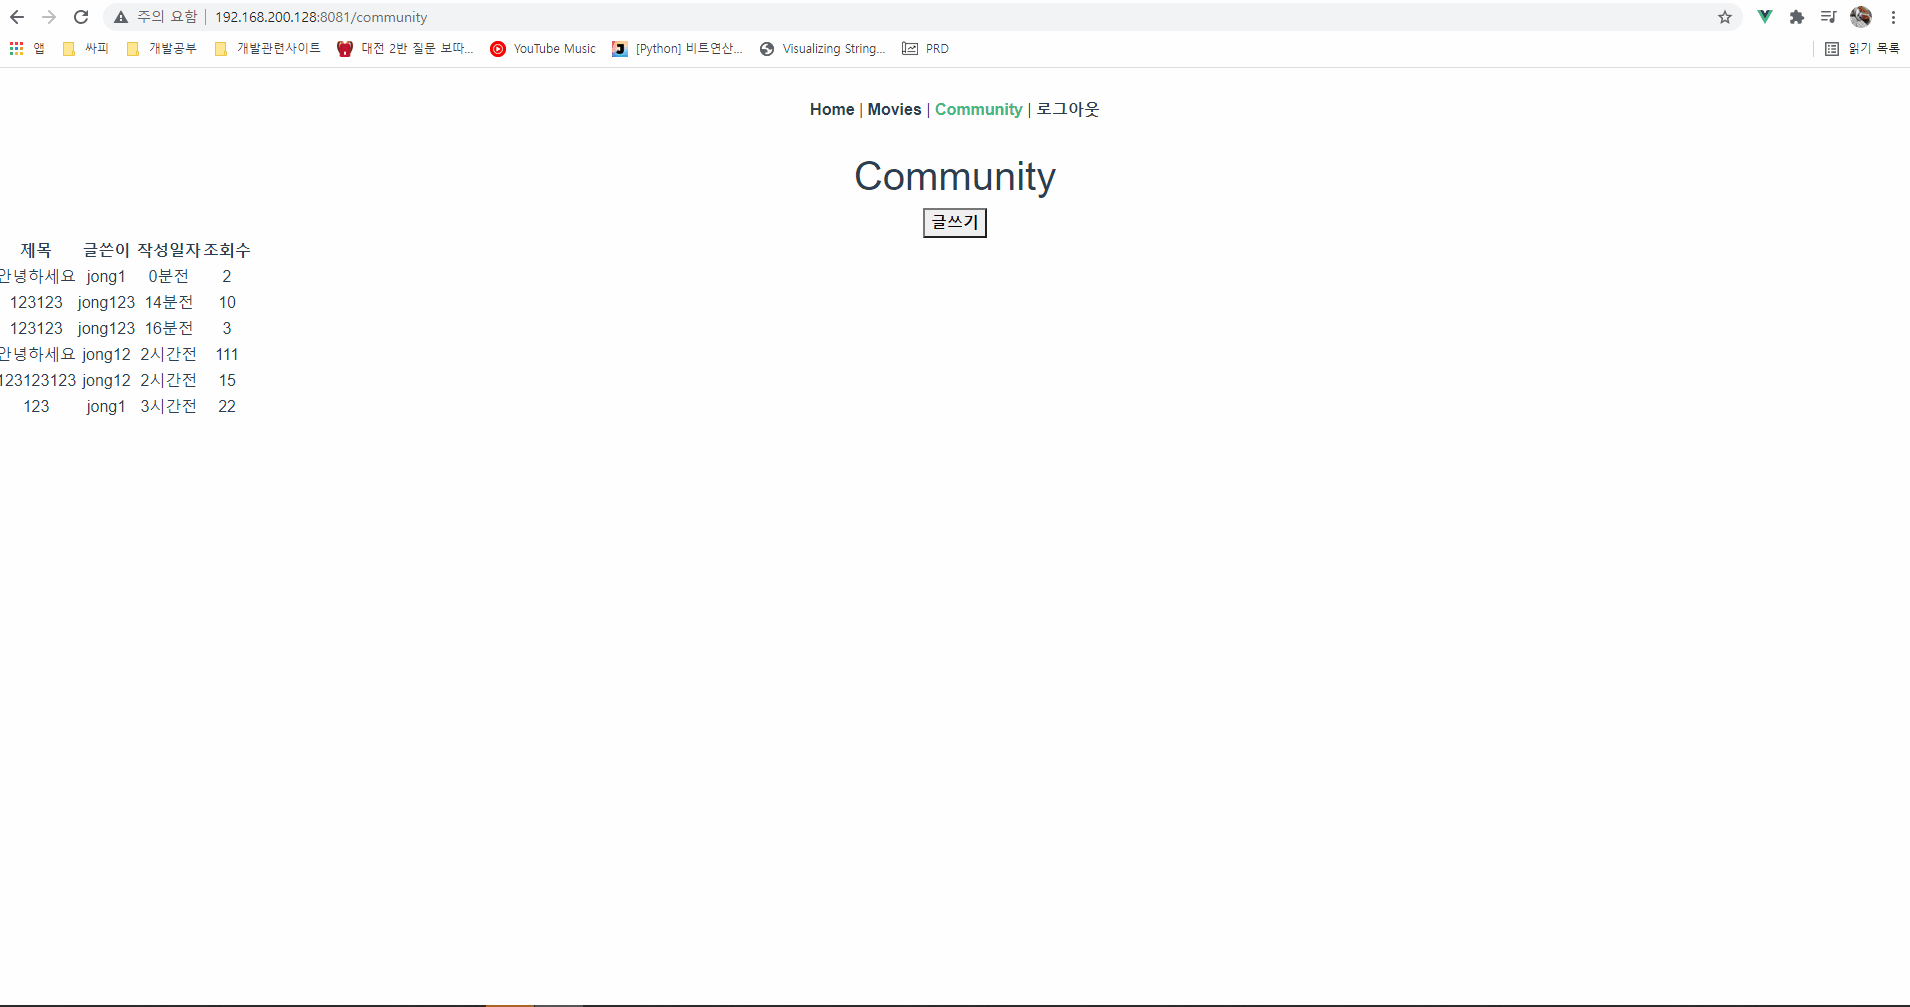 주의 요함 192.168.200.128:8081/community
앱 싸피 개발공부 개발관련사이트 대전 2반 질문 보따... YouTube Music [Python] 비트연산... Visualizing String... PRD 읽기 목록
Home | Movies | Community | 로그아웃
Community
글쓰기
제목 글쓴이 작성일자 조회수
안녕하세요 jong1 0분전 2
123123 jong123 14분전 10
123123 jong123 16분전 3
안녕하세요 jong12 2시간전 111
123123123 jong12 2시간전 15
123 jong1 3시간전 22